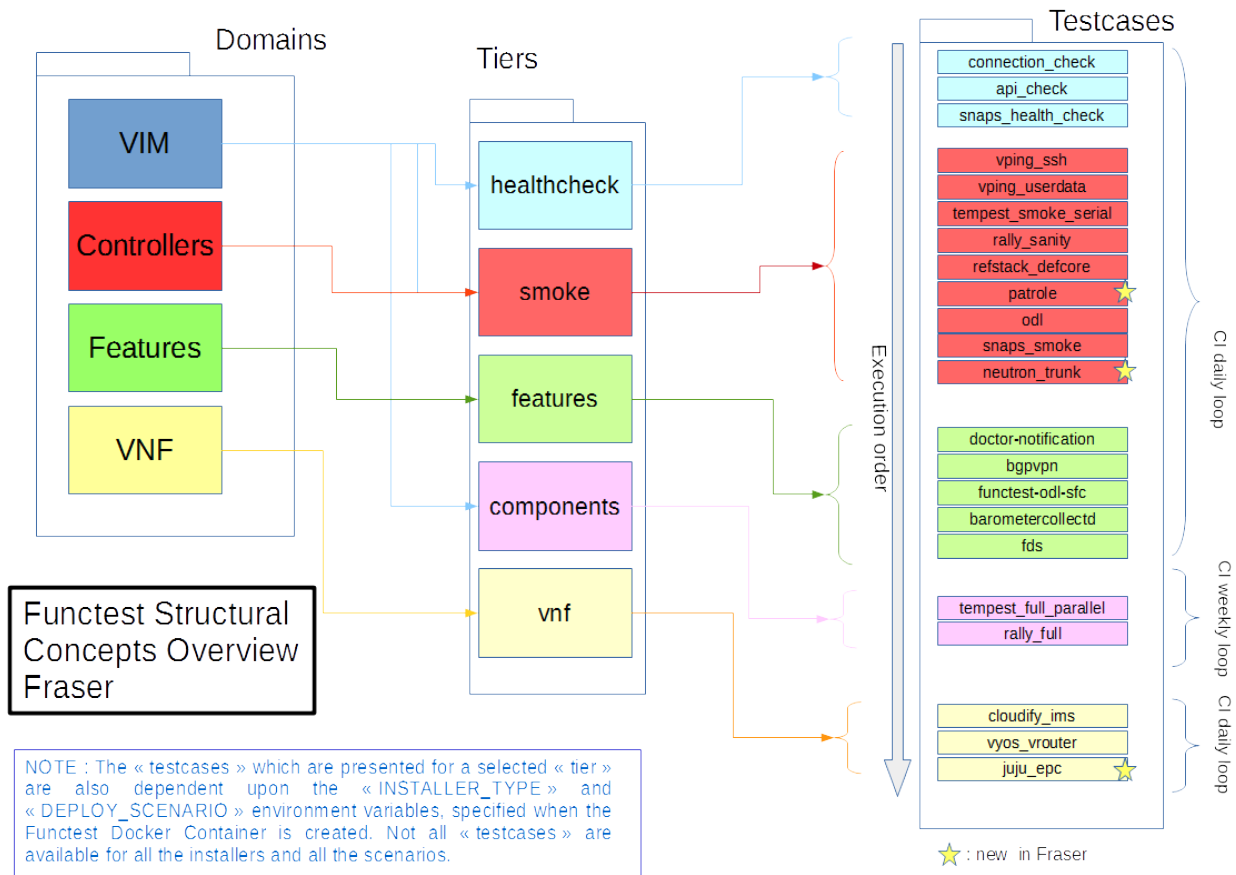 Domains
VIM
Controllers
Features
VNF
Tiers
healthcheck
smoke
features
components
vnf
Execution order
Testcases
connection_check
api_check
snaps_health_check
vping_ssh
vping_userdata
tempest_smoke_serial
rally_sanity
refstack_defcore
patrole
odl
snaps_smoke
neutron_trunk
doctor-notification
bgpvpn
functest-odl-sfc
barometercollectd
fds
tempest_full_parallel
rally_full
cloudify_ims
vyos_vrouter
juju_epc
CI daily loop
CI weekly loop
CI daily loop
: new in Fraser
Functest Structural
Concepts Overview
Fraser
NOTE : The « testcases » which are presented for a selected « tier »
are also dependent upon the « INSTALLER_TYPE » and
« DEPLOY_SCENARIO » environment variables, specified when the
Functest Docker Container is created. Not all « testcases » are
available for all the installers and all the scenarios.